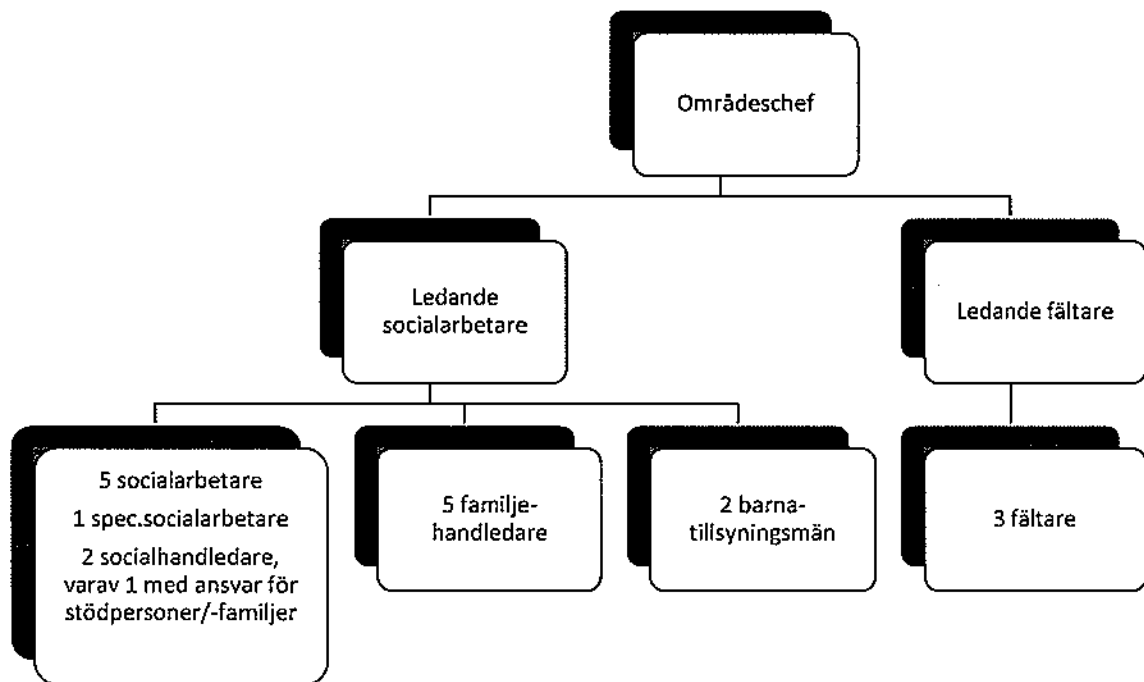 Områdeschef
Ledande
socialarbetare
Ledande fältare
5 socialarbetare
1 spec.socialarbetare
2 socialhandledare,
varav 1 med ansvar för
stödpersoner/-familjer
5 familje-
handledare
2 barna-
tillsyningsmän
3 fältare